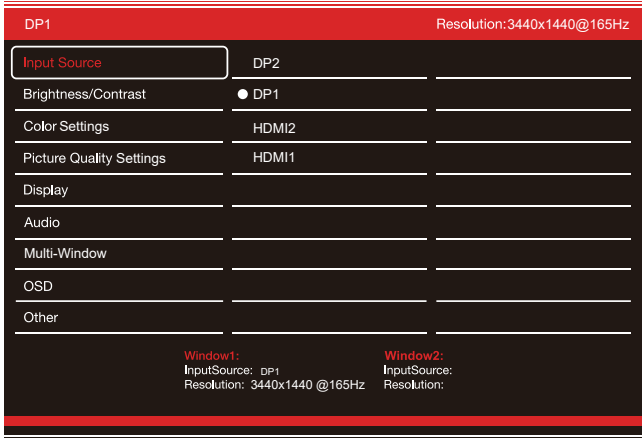 DP1 Resolution:3440x1440@165Hz
Input Source DP2
Brightness/Contrast DP1
Color Settings HDMI2
Picture Quality Settings HDMI1
Display
Audio
Multi-Window
OSD
Other
Window1: Window2:
InputSource: DP1 InputSource:
Resolution: 3440x1440 @165Hz Resolution: